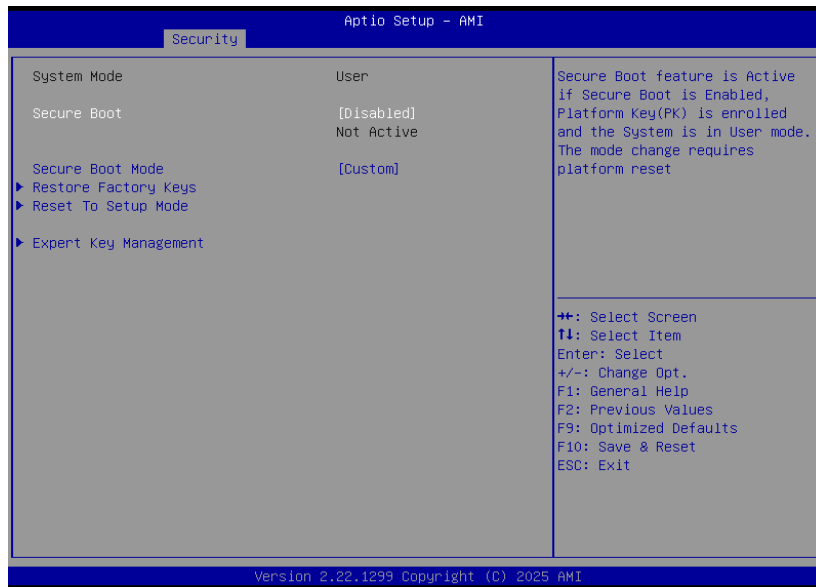 Aptio Setup – AMI
Security
System Mode User
Secure Boot [Disabled]
Not Active
Secure Boot Mode [Custom]
Restore Factory Keys
Reset To Setup Mode
Expert Key Management
Secure Boot feature is Active
if Secure Boot is Enabled,
Platform Key(PK) is enrolled
and the System is in User mode.
The mode change requires
platform reset
→←: Select Screen
↑↓: Select Item
Enter: Select
+/-: Change Opt.
F1: General Help
F2: Previous Values
F9: Optimized Defaults
F10: Save & Reset
ESC: Exit
Version 2.22.1299 Copyright (C) 2025 AMI